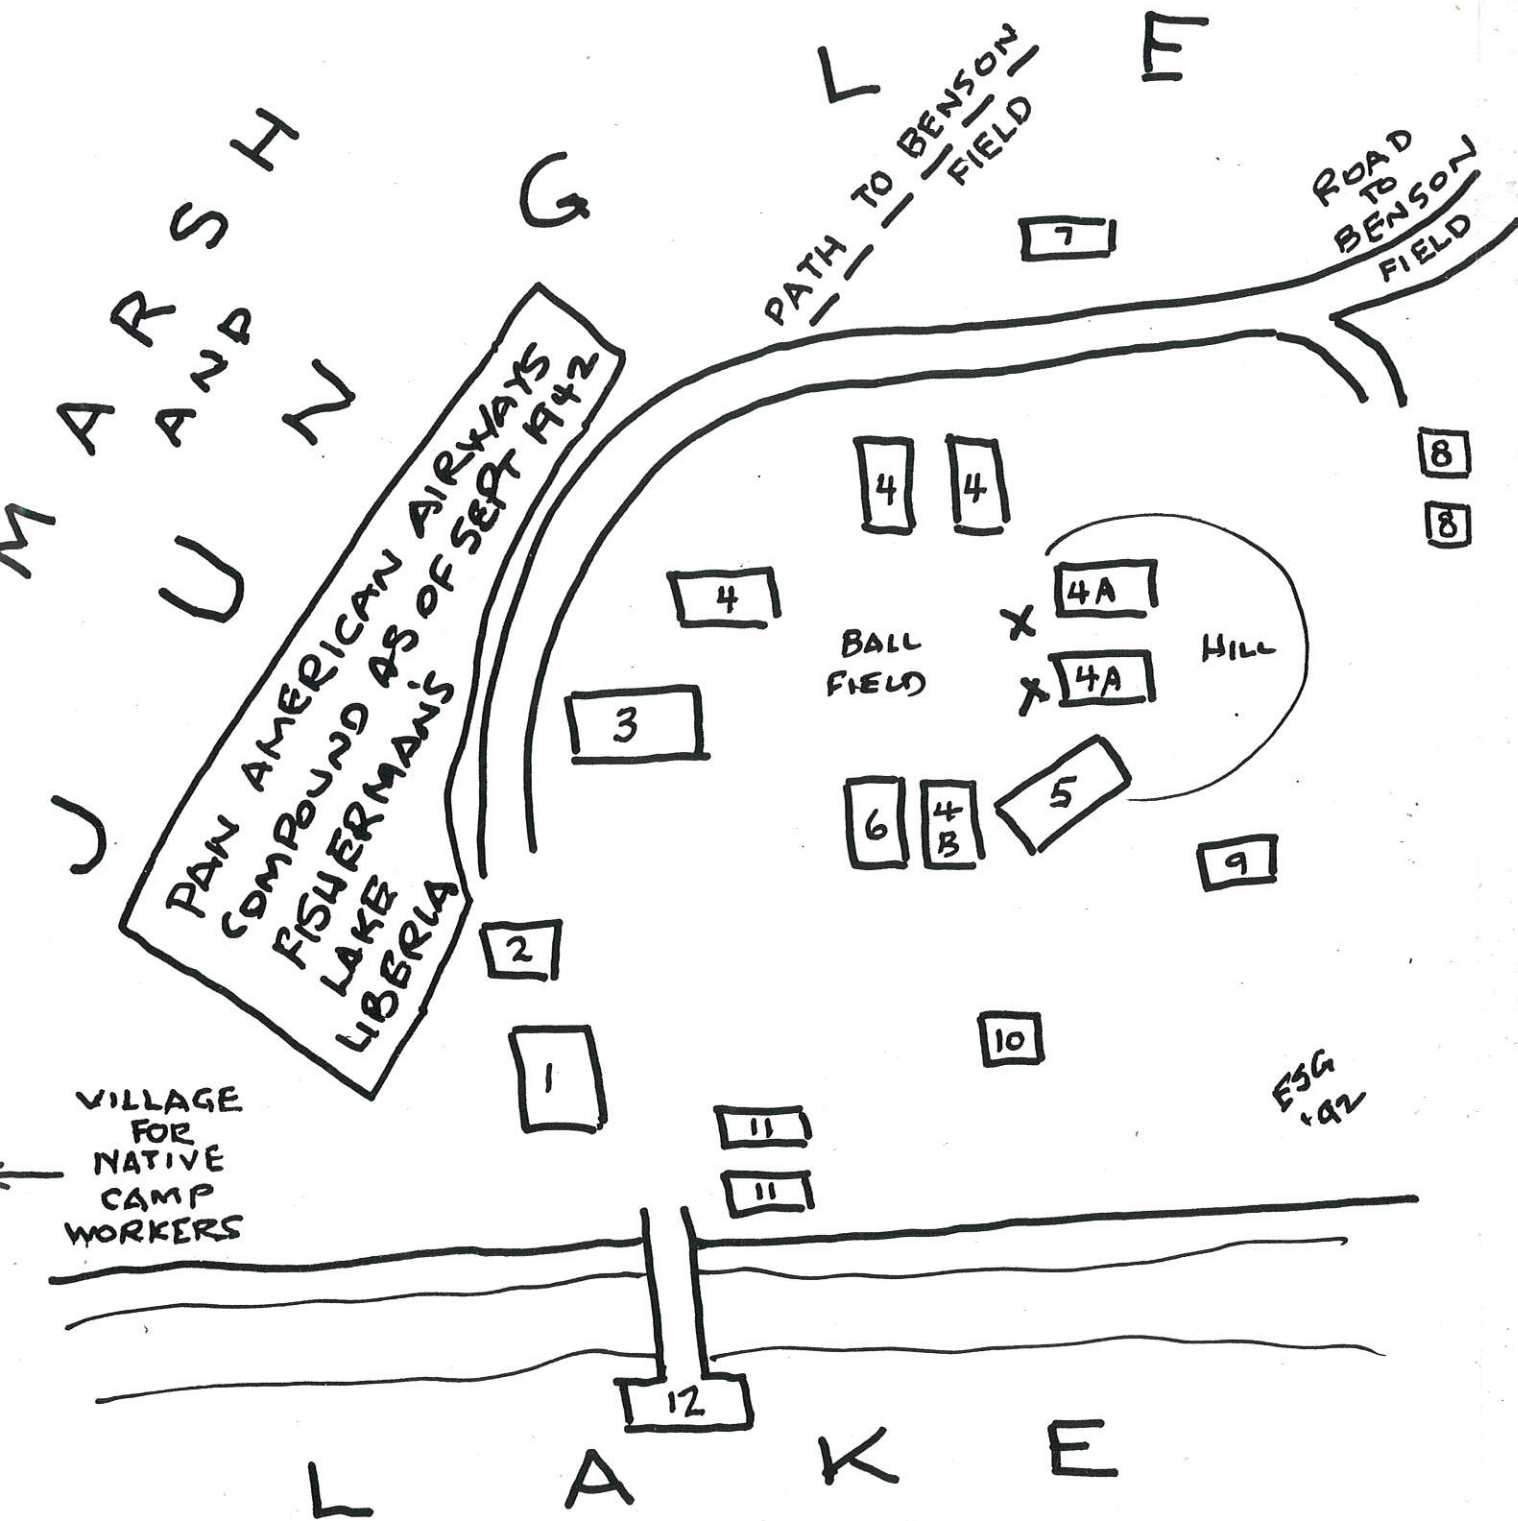 MARSH
AND
JUNGLE
PATH TO BENSON
FIELD
ROAD
TO
BENSON
FIELD
PAN AMERICAN AIRWAYS
COMPOUND AS OF SEPT 1942
FISHERMAN'S
LAKE
LIBERIA
7
8
8
4
4
4
4A
4A
X
X
BALL
FIELD
HILL
3
6
4
B
5
9
2
1
10
11
11
12
VILLAGE
FOR
NATIVE
CAMP
WORKERS
ESG
LAKE